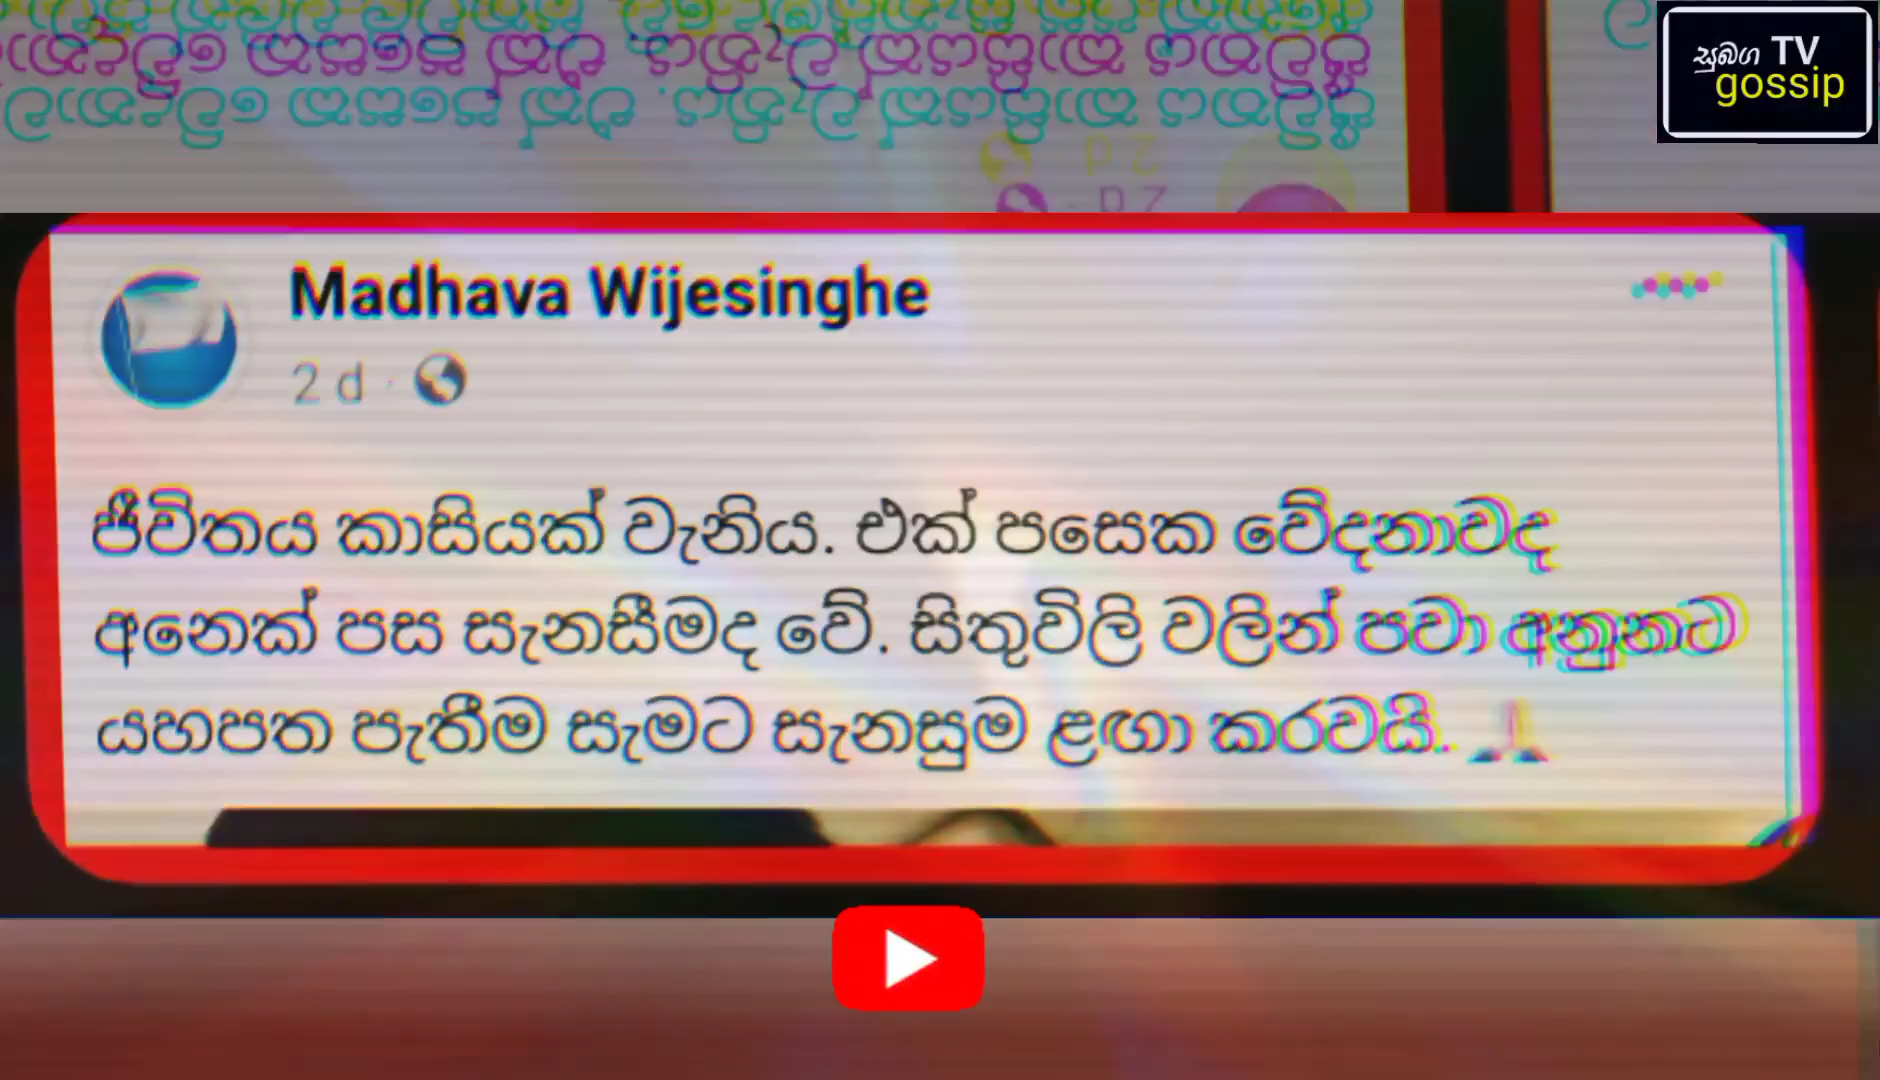 සුබග TV
gossip
Madhava Wijesinghe
2 d ·
ජීවිතය කාසියක් වැනිය. එක් පසෙක වේදනාවද
අනෙක් පස සැනසීමද වේ. සිතුවිලි වලින් පවා අනුනට
යහපත පැතීම සැමට සැනසුම ළඟා කරවයි.